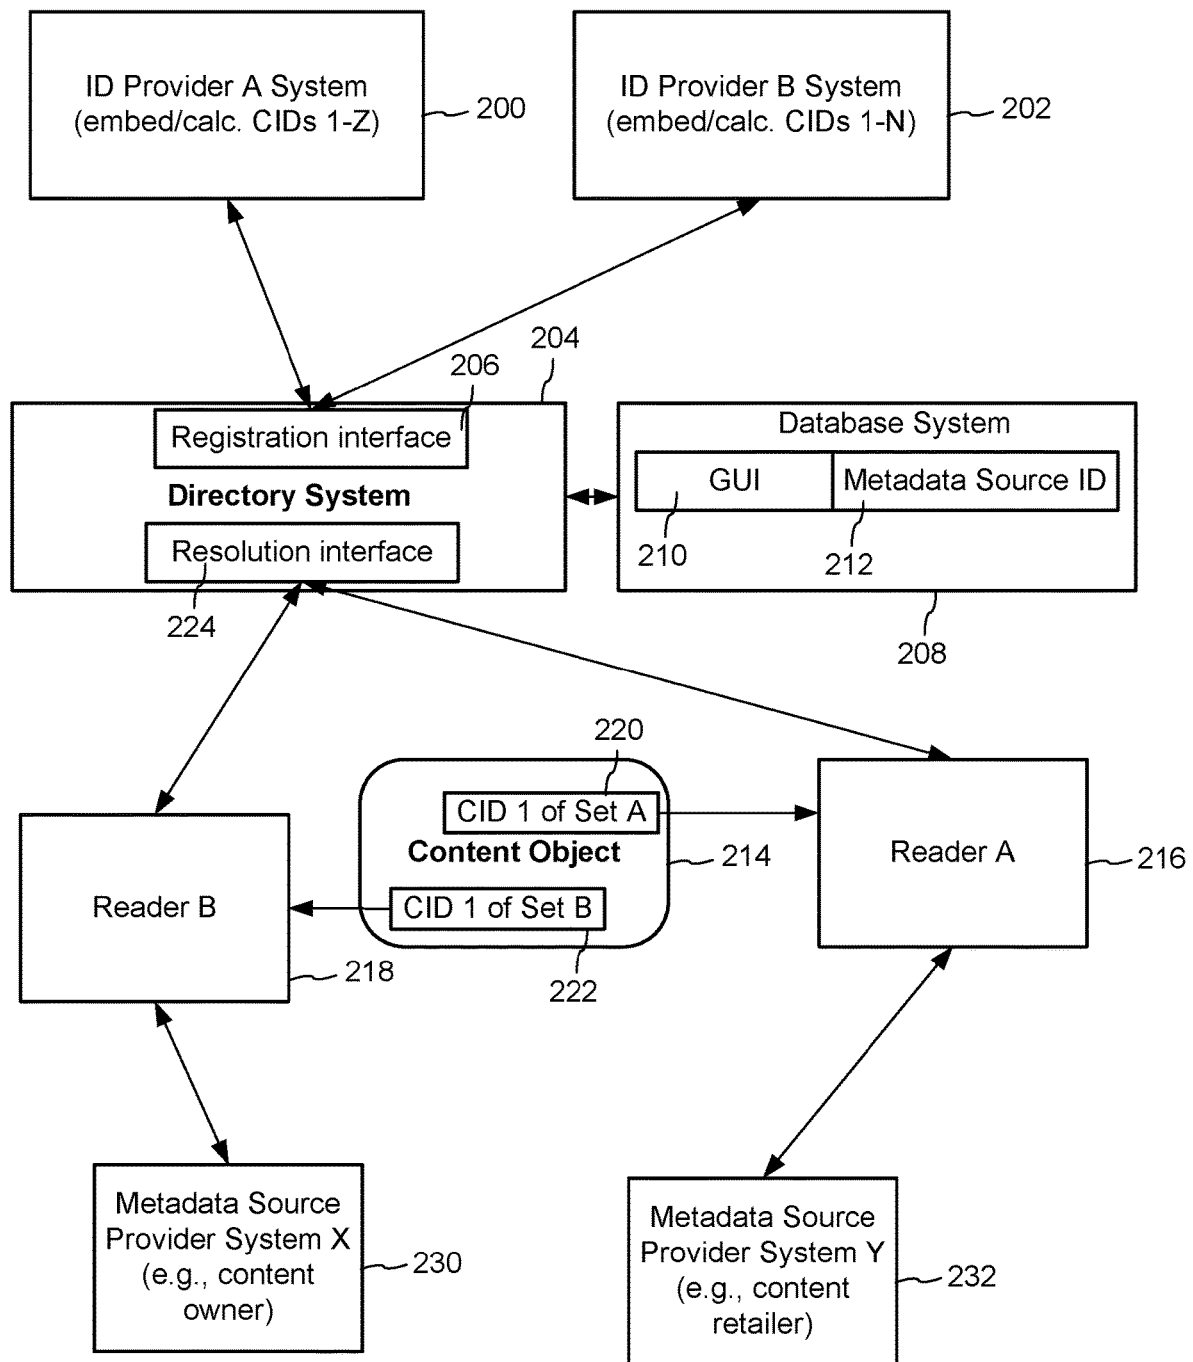 ID Provider A System
(embed/calc. CIDs 1-Z)
200
ID Provider B System
(embed/calc. CIDs 1-N)
202
204
206
Registration interface
Directory System
Resolution interface
224
Database System
GUI
Metadata Source ID
210
212
208
220
CID 1 of Set A
Content Object
214
CID 1 of Set B
222
Reader A
216
Reader B
218
Metadata Source
Provider System X
(e.g., content
owner)
230
Metadata Source
Provider System Y
(e.g., content
retailer)
232